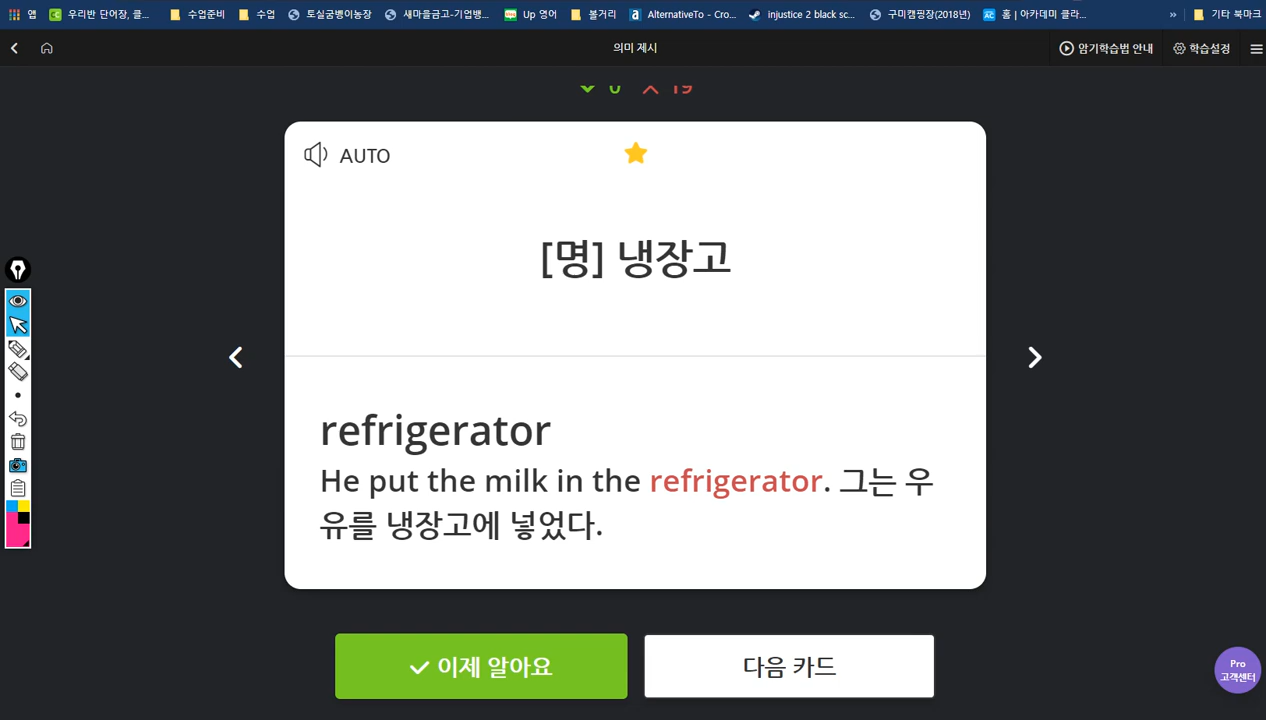 앱 우리반 단어장, 클... 수업준비 수업 토실굼벵이농장 새마을금고-기업뱅... Up 영어 볼거리 AlternativeTo - Cro... injustice 2 black sc... 구미캠핑장(2018년) 홈 | 아카데미 클라... » 기타 북마크
의미 제시 암기학습법 안내 학습설정
AUTO
[명] 냉장고
refrigerator
He put the milk in the refrigerator. 그는 우
유를 냉장고에 넣었다.
이제 알아요 다음 카드
Pro
고객센터